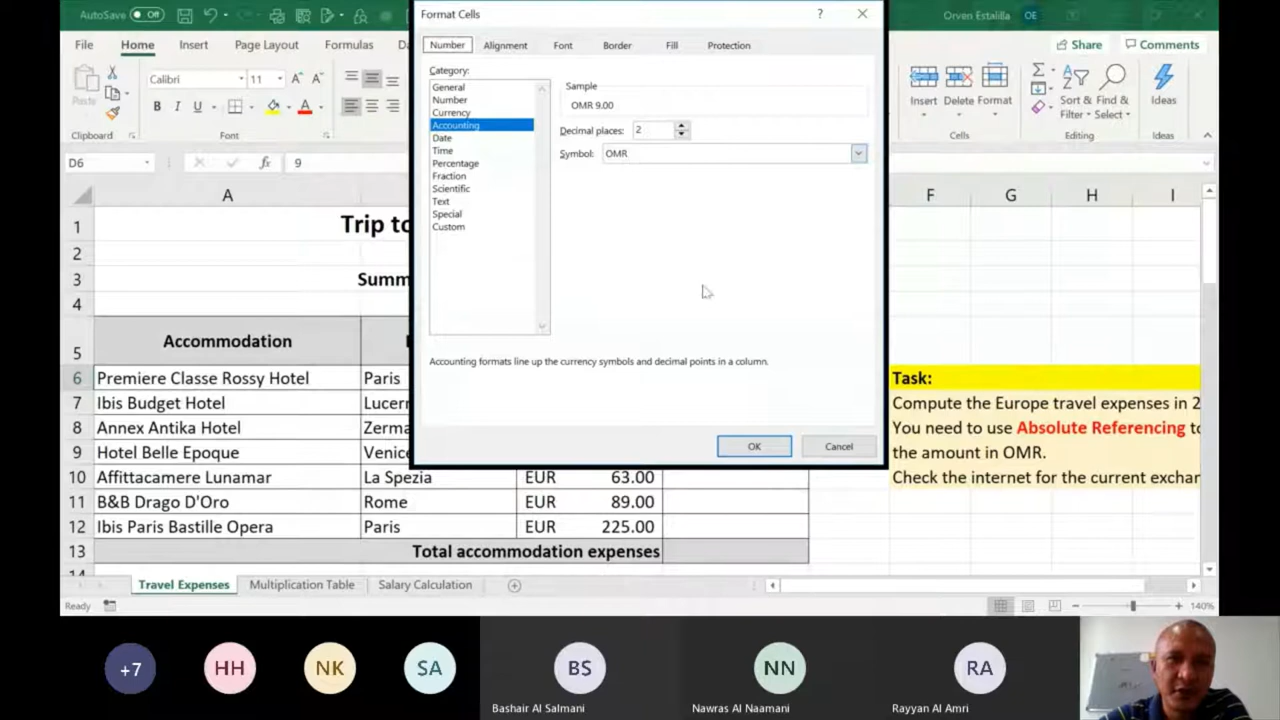 AutoSave Off
Format Cells
?
Orven Estalilla OE
File Home Insert Page Layout Formulas
Share Comments
Number Alignment Font Border Fill Protection
Category:
General
Number
Currency
Accounting
Date
Time
Percentage
Fraction
Scientific
Text
Special
Custom
Sample
OMR 9.00
Decimal places: 2
Symbol: OMR
Accounting formats line up the currency symbols and decimal points in a column.
OK Cancel
Paste
Calibri 11
B I U
Clipboard Font
Insert Delete Format
Sort & Filter
Find & Select
Ideas
Cells Editing Ideas
D6 fx 9
A F G H I
1 Trip to
2
3 Summ
4
5 Accommodation
6 Premiere Classe Rossy Hotel Paris
7 Ibis Budget Hotel Lucern
8 Annex Antika Hotel Zerma
9 Hotel Belle Epoque Venice
10 Affittacamere Lunamar La Spezia EUR 63.00
11 B&B Drago D'Oro Rome EUR 89.00
12 Ibis Paris Bastille Opera Paris EUR 225.00
13 Total accommodation expenses
14
Task:
Compute the Europe travel expenses in 2
You need to use Absolute Referencing to
the amount in OMR.
Check the internet for the current exchan
Travel Expenses Multiplication Table Salary Calculation
Ready 140%
+7 HH NK SA BS NN RA
Bashair Al Salmani Nawras Al Naamani Rayyan Al Amri